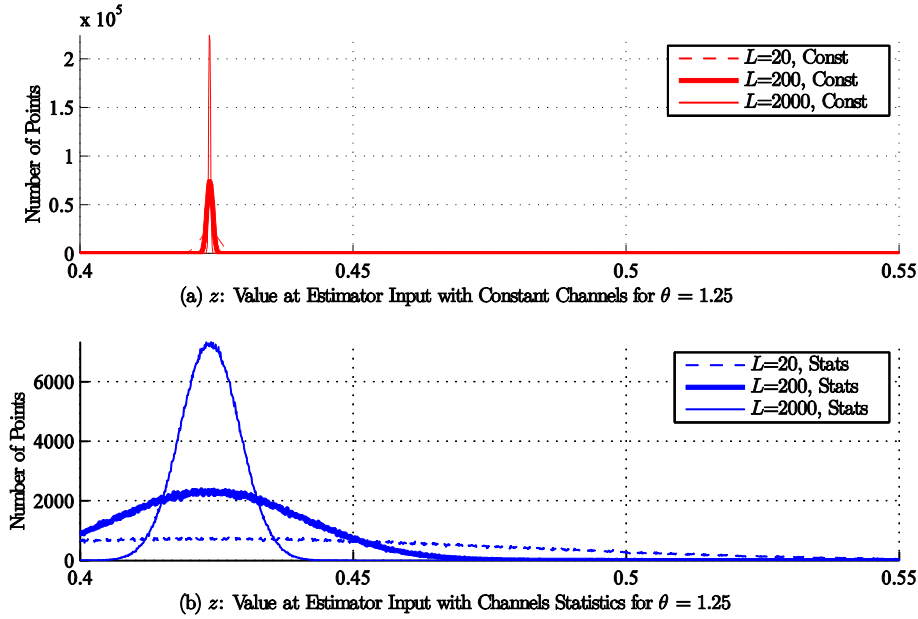 x 10^5
2
1.5
1
0.5
0
Number of Points
L=20, Const
L=200, Const
L=2000, Const
0.4 0.45 0.5 0.55
(a) z: Value at Estimator Input with Constant Channels for θ = 1.25
6000
4000
2000
0
Number of Points
L=20, Stats
L=200, Stats
L=2000, Stats
0.4 0.45 0.5 0.55
(b) z: Value at Estimator Input with Channels Statistics for θ = 1.25